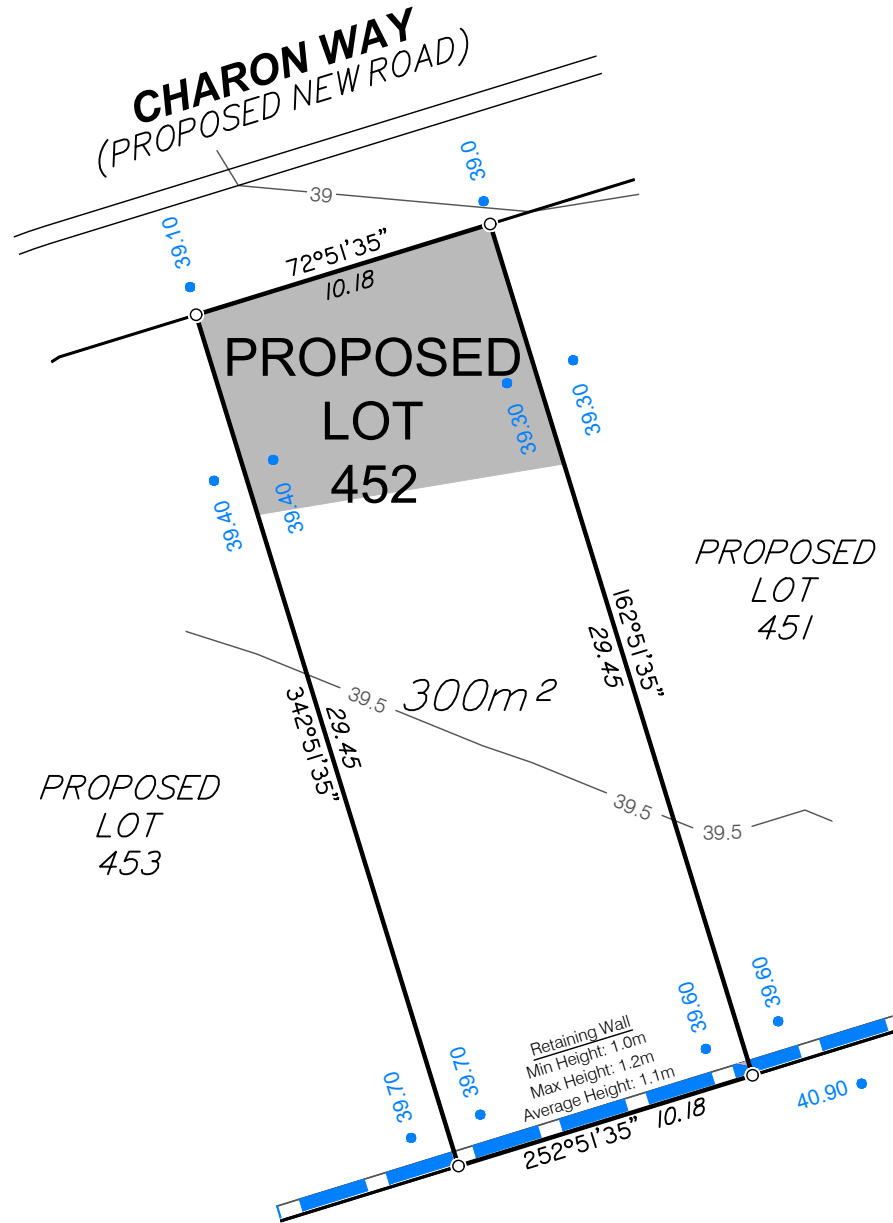 CHARON WAY
(PROPOSED NEW ROAD)
39.0
39
39.10
72°51'35"
10.18
PROPOSED
LOT
452
39.30
39.30
39.40
39.40
PROPOSED
LOT
451
162°51'35"
29.45
300m²
39.5
29.45
342°51'35"
PROPOSED
LOT
453
39.5
39.5
39.60
39.60
Retaining Wall
Min Height: 1.0m
Max Height: 1.2m
Average Height: 1.1m
39.70
39.70
40.90
252°51'35" 10.18